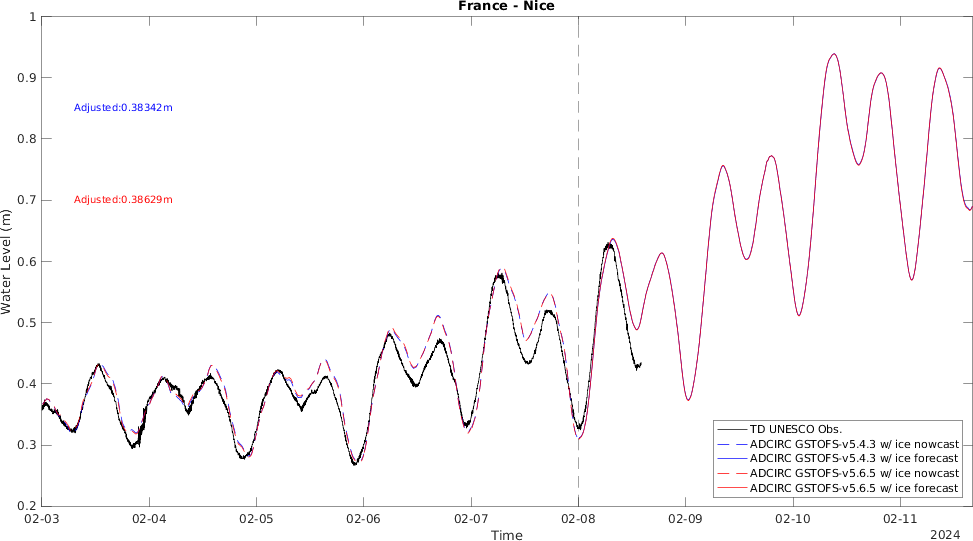 France - Nice
1
0.9
0.8
0.7
0.6
0.5
0.4
0.3
0.2
Water Level (m)
Adjusted:0.38342m
Adjusted:0.38629m
TD UNESCO Obs.
ADCIRC GSTOFS-v5.4.3 w/ ice nowcast
ADCIRC GSTOFS-v5.4.3 w/ ice forecast
ADCIRC GSTOFS-v5.6.5 w/ ice nowcast
ADCIRC GSTOFS-v5.6.5 w/ ice forecast
02-03 02-04 02-05 02-06 02-07 02-08 02-09 02-10 02-11
Time
2024